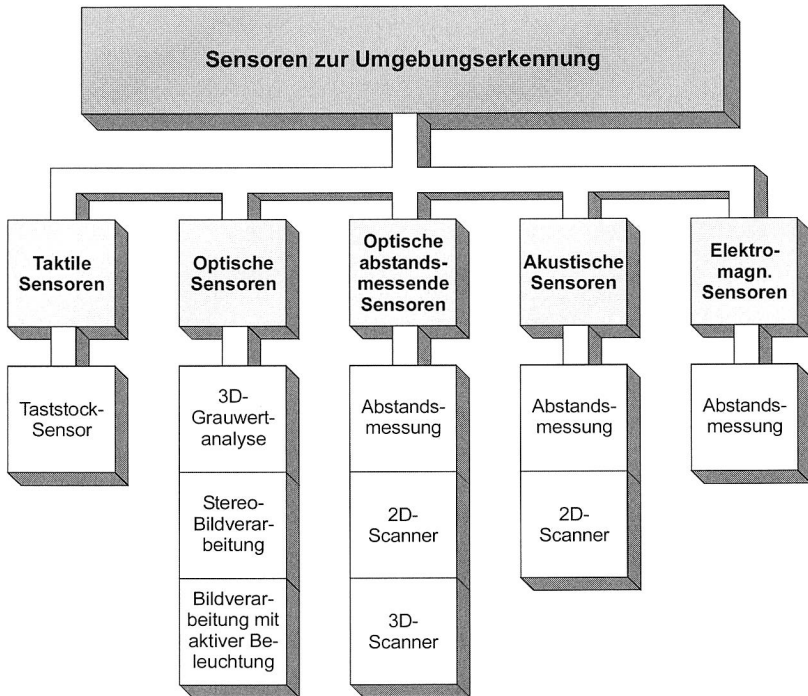 Sensoren zur Umgebungserkennung
Taktile
Sensoren
Optische
Sensoren
Optische
abstands-
messende
Sensoren
Akustische
Sensoren
Elektro-
magn.
Sensoren
Taststock-
Sensor
3D-
Grauwert-
analyse
Stereo-
Bildverar-
beitung
Bildverar-
beitung mit
aktiver Be-
leuchtung
Abstands-
messung
2D-
Scanner
3D-
Scanner
Abstands-
messung
2D-
Scanner
Abstands-
messung